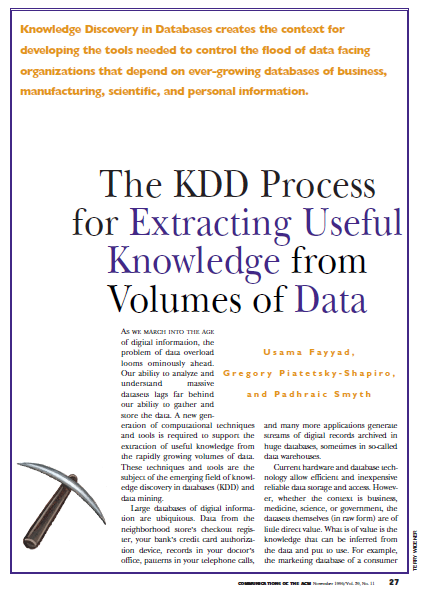 Knowledge Discovery in Databases creates the context for
developing the tools needed to control the flood of data facing
organizations that depend on ever-growing databases of business,
manufacturing, scientific, and personal information.
The KDD Process
for Extracting Useful
Knowledge from
Volumes of Data
Usama Fayyad,
Gregory Piatetsky-Shapiro,
and Padhraic Smyth
AS WE MARCH INTO THE AGE
of digital information, the
problem of data overload
looms ominously ahead.
Our ability to analyze and
understand massive
datasets lags far behind
our ability to gather and
store the data. A new gen-
eration of computational techniques
and tools is required to support the
extraction of useful knowledge from
the rapidly growing volumes of data.
These techniques and tools are the
subject of the emerging field of knowl-
edge discovery in databases (KDD) and
data mining.
Large databases of digital informa-
tion are ubiquitous. Data from the
neighborhood store's checkout regis-
ter, your bank's credit card authoriza-
tion device, records in your doctor's
office, patterns in your telephone calls,
and many more applications generate
streams of digital records archived in
huge databases, sometimes in so-called
data warehouses.
Current hardware and database tech-
nology allow efficient and inexpensive
reliable data storage and access. Howev-
er, whether the context is business,
medicine, science, or government, the
datasets themselves (in raw form) are of
little direct value. What is of value is the
knowledge that can be inferred from
the data and put to use. For example,
the marketing database of a consumer
TERRY WIDENER
COMMUNICATIONS OF THE ACM November 1996/Vol. 39, No. 11 27